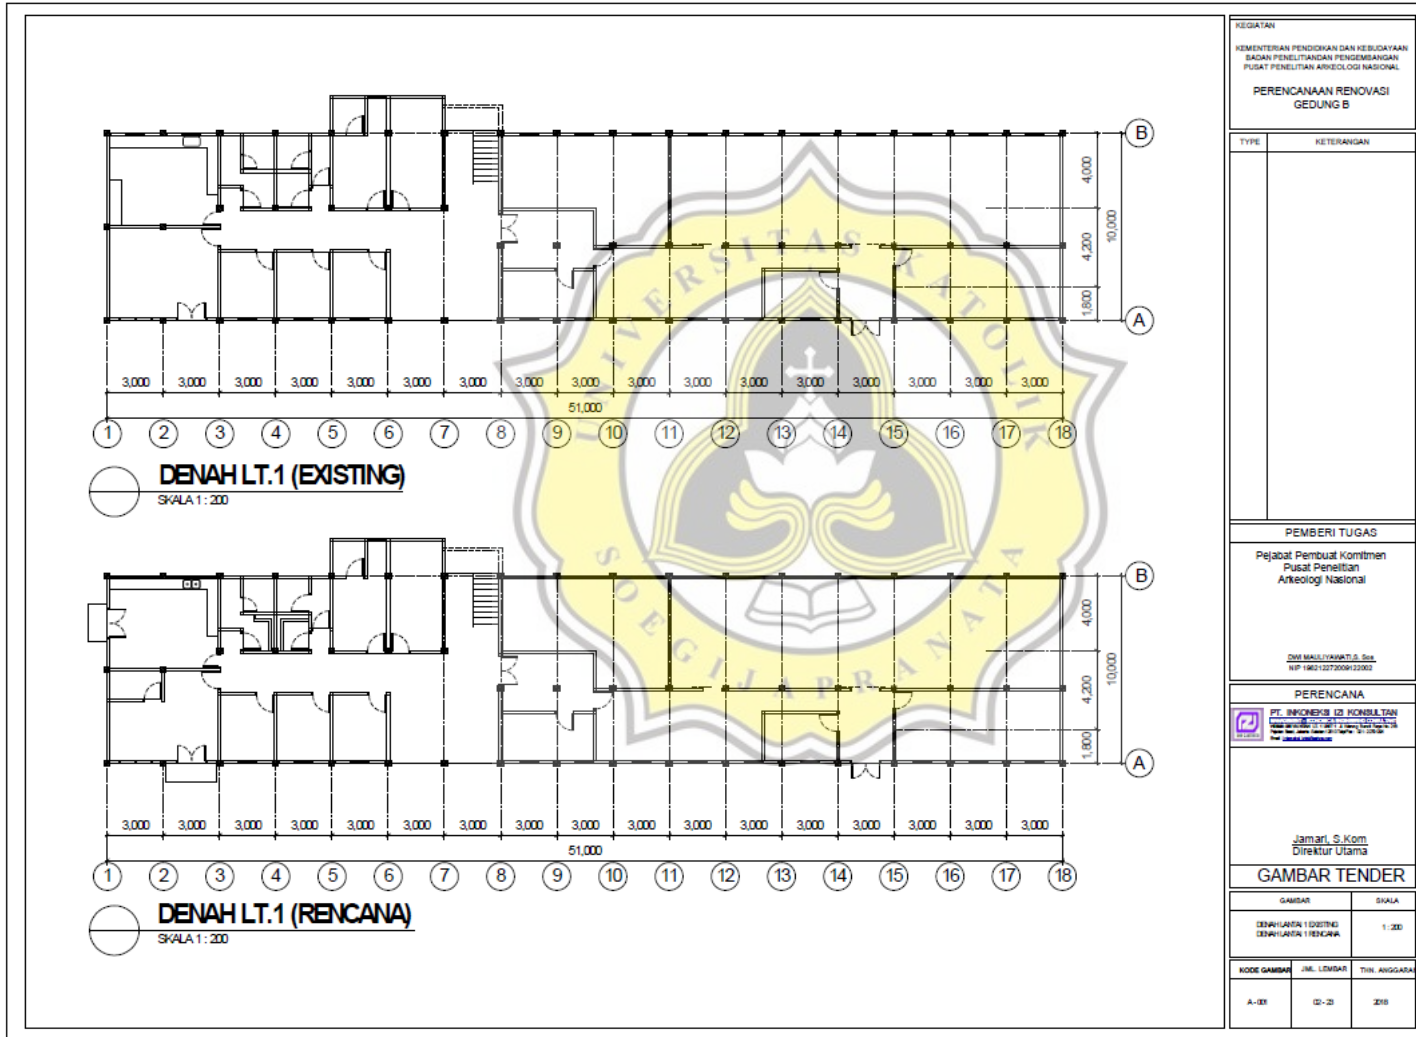 B
4,000
4,200
10,000
1,800
A
3,000 3,000 3,000 3,000 3,000 3,000 3,000 3,000 3,000 3,000 3,000 3,000 3,000 3,000 3,000 3,000 3,000
51,000
1 2 3 4 5 6 7 8 9 10 11 12 13 14 15 16 17 18
DENAH LT.1 (EXISTING)
SKALA 1 : 200
B
4,000
4,200
10,000
1,800
A
3,000 3,000 3,000 3,000 3,000 3,000 3,000 3,000 3,000 3,000 3,000 3,000 3,000 3,000 3,000 3,000 3,000
51,000
1 2 3 4 5 6 7 8 9 10 11 12 13 14 15 16 17 18
DENAH LT.1 (RENCANA)
SKALA 1 : 200
UNIVERSITAS KATOLIK
SOEGIJAPRANATA
KEGIATAN
KEMENTERIAN PENDIDIKAN DAN KEBUDAYAAN
BADAN PENELITIANDAN PENGEMBANGAN
PUSAT PENELITIAN ARKEOLOGI NASIONAL
PERENCANAAN RENOVASI
GEDUNG B
TYPE KETERANGAN
PEMBERI TUGAS
Pejabat Pembuat Komitmen
Pusat Penelitian
Arkeologi Nasional
DWI MAULIYAWATI,S. Sos
NIP 198212272009122002
PERENCANA
PT. INKONEKSI IZI KONSULTAN
Jamari, S.Kom
Direktur Utama
GAMBAR TENDER
GAMBAR SKALA
DENAH LANTAI 1 EXISTING
DENAH LANTAI 1 RENCANA
1 : 200
KODE GAMBAR JML. LEMBAR THN. ANGGARAN
A - 001 02 - 23 2018